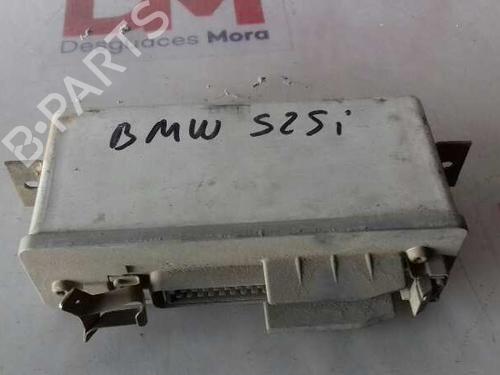 LM
Desguaces Mora
B-PARTS
BMW 525i